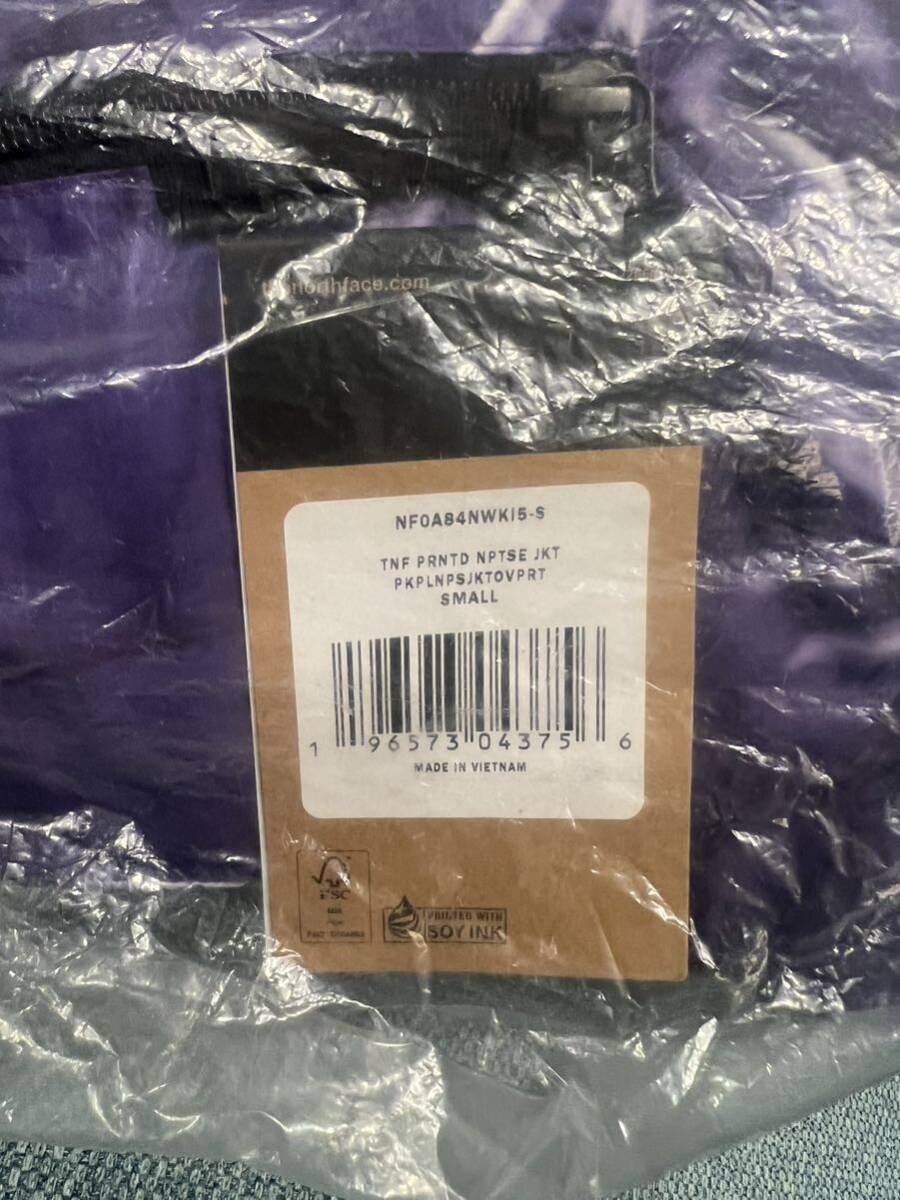 thenorthface.com
NF0A84NWKI5-S
TNF PRNTD NPTSE JKT
PKPLNPSJKTOVPRT
SMALL
1 96573 04375 6
MADE IN VIETNAM
FSC
MIX
PRINTED WITH
SOY INK